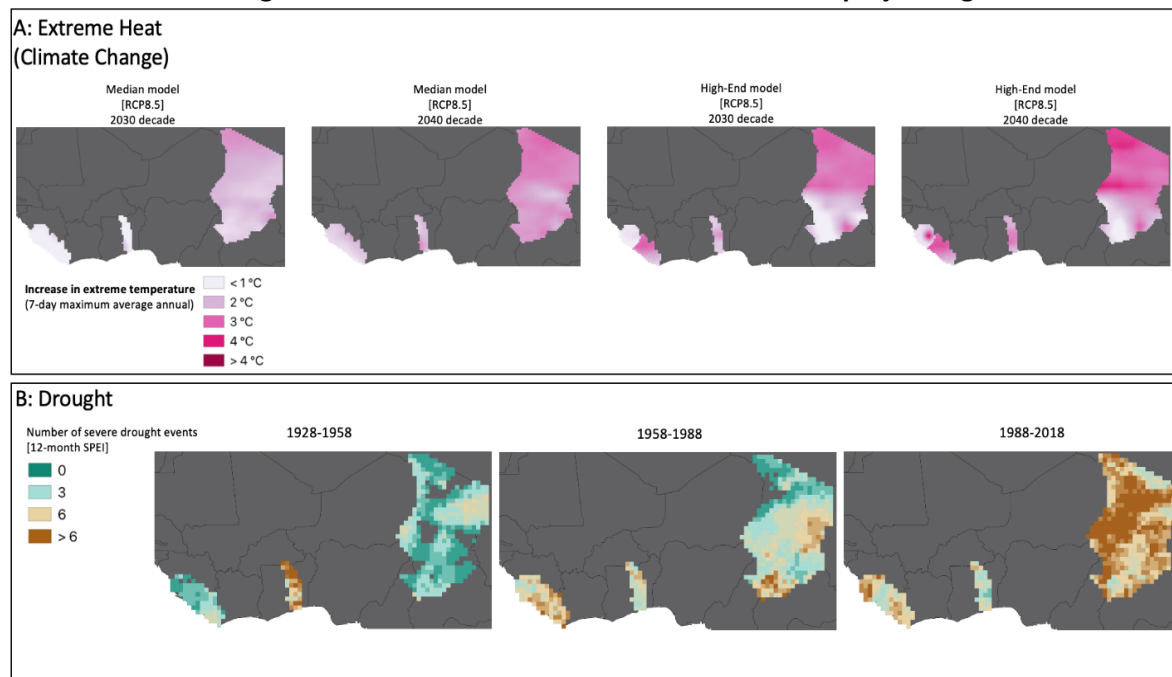 A: Extreme Heat
(Climate Change)
Median model
[RCP8.5]
2030 decade
Median model
[RCP8.5]
2040 decade
High-End model
[RCP8.5]
2030 decade
High-End model
[RCP8.5]
2040 decade
Increase in extreme temperature
(7-day maximum average annual)
< 1 °C
2 °C
3 °C
4 °C
> 4 °C
B: Drought
Number of severe drought events
[12-month SPEI]
0
3
6
> 6
1928-1958
1958-1988
1988-2018